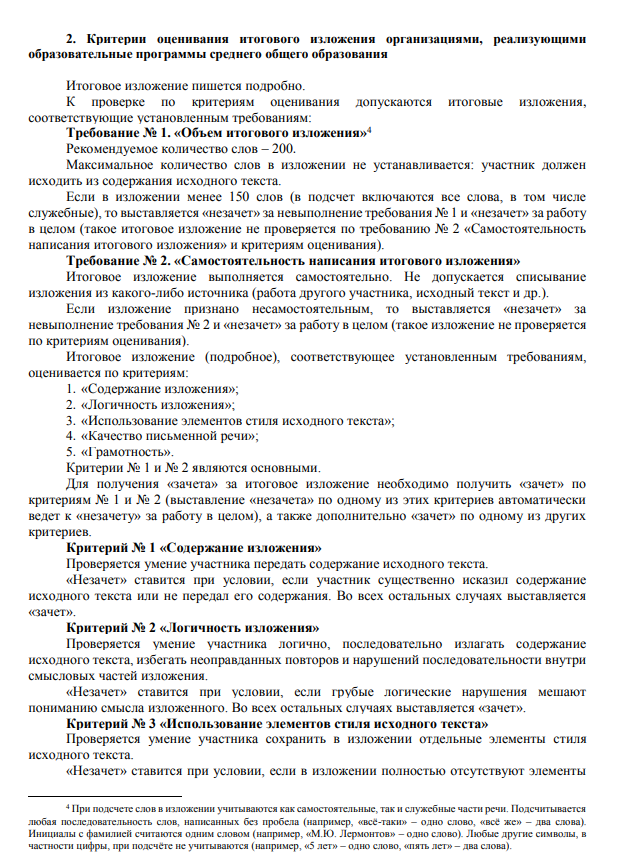 2. Критерии оценивания итогового изложения организациями, реализующими
образовательные программы среднего общего образования
Итоговое изложение пишется подробно.
К проверке по критериям оценивания допускаются итоговые изложения,
соответствующие установленным требованиям:
Требование № 1. «Объем итогового изложения»4
Рекомендуемое количество слов – 200.
Максимальное количество слов в изложении не устанавливается: участник должен
исходить из содержания исходного текста.
Если в изложении менее 150 слов (в подсчет включаются все слова, в том числе
служебные), то выставляется «незачет» за невыполнение требования № 1 и «незачет» за работу
в целом (такое итоговое изложение не проверяется по требованию № 2 «Самостоятельность
написания итогового изложения» и критериям оценивания).
Требование № 2. «Самостоятельность написания итогового изложения»
Итоговое изложение выполняется самостоятельно. Не допускается списывание
изложения из какого-либо источника (работа другого участника, исходный текст и др.).
Если изложение признано несамостоятельным, то выставляется «незачет» за
невыполнение требования № 2 и «незачет» за работу в целом (такое изложение не проверяется
по критериям оценивания).
Итоговое изложение (подробное), соответствующее установленным требованиям,
оценивается по критериям:
1. «Содержание изложения»;
2. «Логичность изложения»;
3. «Использование элементов стиля исходного текста»;
4. «Качество письменной речи»;
5. «Грамотность».
Критерии № 1 и № 2 являются основными.
Для получения «зачета» за итоговое изложение необходимо получить «зачет» по
критериям № 1 и № 2 (выставление «незачета» по одному из этих критериев автоматически
ведет к «незачету» за работу в целом), а также дополнительно «зачет» по одному из других
критериев.
Критерий № 1 «Содержание изложения»
Проверяется умение участника передать содержание исходного текста.
«Незачет» ставится при условии, если участник существенно исказил содержание
исходного текста или не передал его содержания. Во всех остальных случаях выставляется
«зачет».
Критерий № 2 «Логичность изложения»
Проверяется умение участника логично, последовательно излагать содержание
исходного текста, избегать неоправданных повторов и нарушений последовательности внутри
смысловых частей изложения.
«Незачет» ставится при условии, если грубые логические нарушения мешают
пониманию смысла изложенного. Во всех остальных случаях выставляется «зачет».
Критерий № 3 «Использование элементов стиля исходного текста»
Проверяется умение участника сохранить в изложении отдельные элементы стиля
исходного текста.
«Незачет» ставится при условии, если в изложении полностью отсутствуют элементы
4 При подсчете слов в изложении учитываются как самостоятельные, так и служебные части речи. Подсчитывается
любая последовательность слов, написанных без пробела (например, «всё-таки» – одно слово, «всё же» – два слова).
Инициалы с фамилией считаются одним словом (например, «М.Ю. Лермонтов» – одно слово). Любые другие символы, в
частности цифры, при подсчёте не учитываются (например, «5 лет» – одно слово, «пять лет» – два слова).